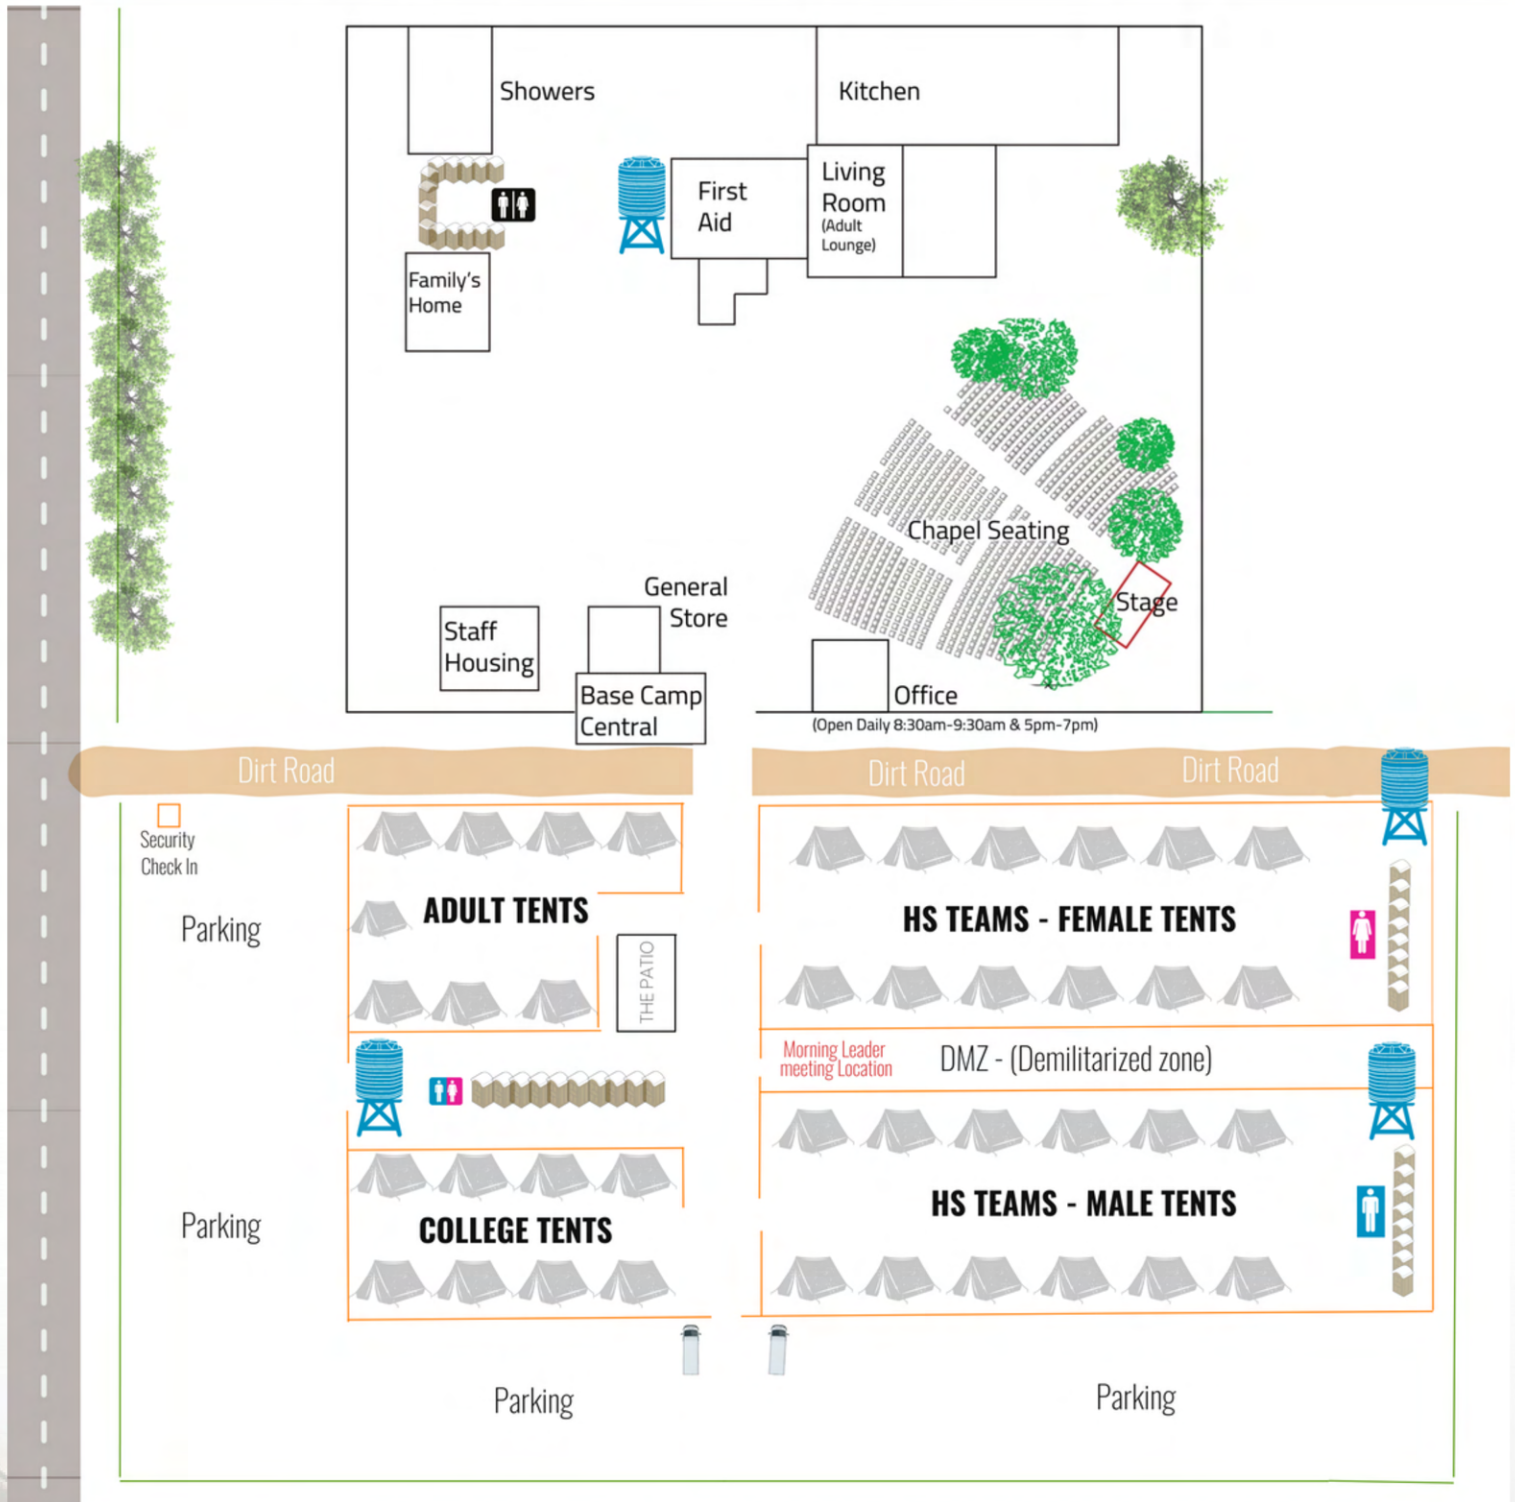 Showers
Kitchen
First
Aid
Living
Room
(Adult
Lounge)
Family's
Home
Chapel Seating
Stage
General
Store
Staff
Housing
Base Camp
Central
Office
(Open Daily 8:30am-9:30am & 5pm-7pm)
Dirt Road
Dirt Road
Dirt Road
Security
Check In
Parking
ADULT TENTS
THE PATIO
HS TEAMS - FEMALE TENTS
Morning Leader
meeting Location
DMZ - (Demilitarized zone)
Parking
COLLEGE TENTS
HS TEAMS - MALE TENTS
Parking
Parking